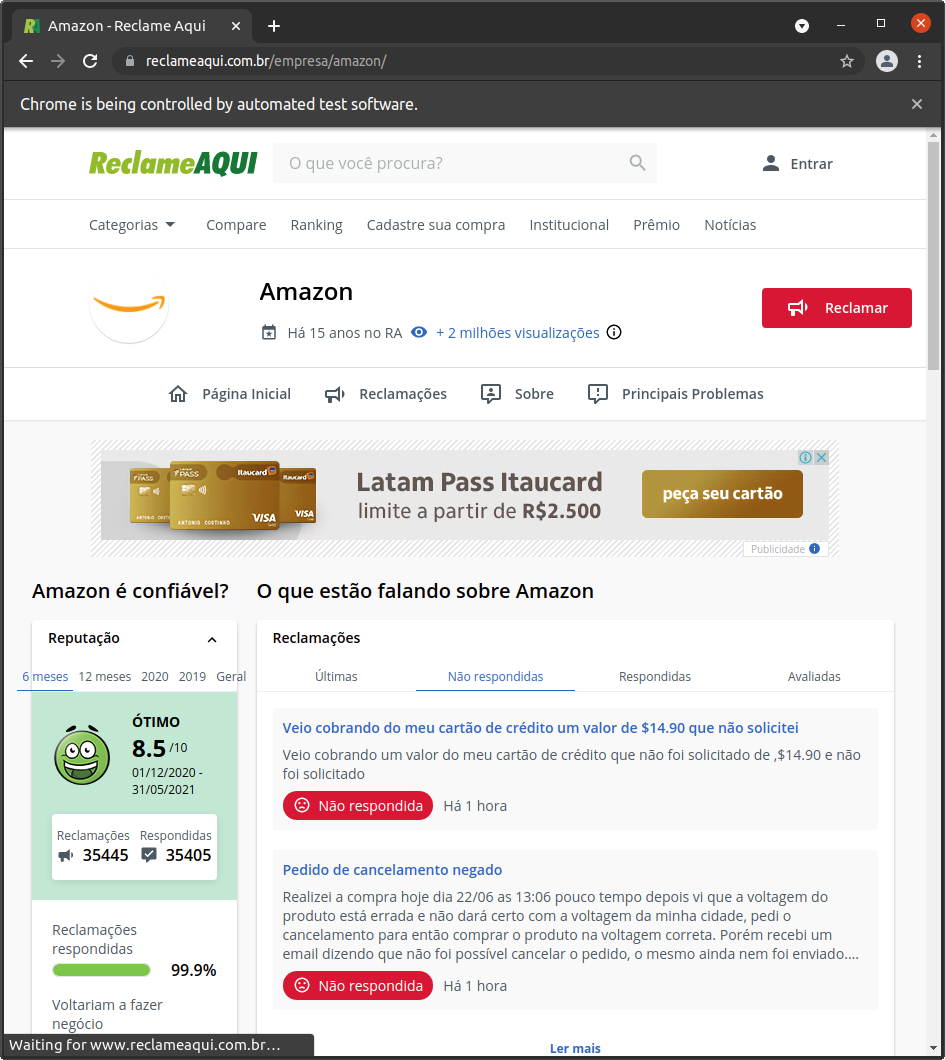 Amazon - Reclame Aqui
reclameaqui.com.br/empresa/amazon/
Chrome is being controlled by automated test software.
ReclameAQUI
O que você procura?
Entrar
Categorias
Compare
Ranking
Cadastre sua compra
Institucional
Prêmio
Notícias
Amazon
Há 15 anos no RA
+ 2 milhões visualizações
Reclamar
Página Inicial
Reclamações
Sobre
Principais Problemas
PASS
PASS
Itaucard
Itaucard
ANTONIO COUTINHO
VISA
VISA
Latam Pass Itaucard
limite a partir de R$2.500
peça seu cartão
Publicidade
Amazon é confiável?
O que estão falando sobre Amazon
Reputação
6 meses
12 meses
2020
2019
Geral
ÓTIMO
8.5 /10
01/12/2020 -
31/05/2021
Reclamações
Respondidas
35445
35405
Reclamações
respondidas
99.9%
Voltariam a fazer
negócio
Reclamações
Últimas
Não respondidas
Respondidas
Avaliadas
Veio cobrando do meu cartão de crédito um valor de $14.90 que não solicitei
Veio cobrando um valor do meu cartão de crédito que não foi solicitado de ,$14.90 e não
foi solicitado
Não respondida
Há 1 hora
Pedido de cancelamento negado
Realizei a compra hoje dia 22/06 as 13:06 pouco tempo depois vi que a voltagem do
produto está errada e não dará certo com a voltagem da minha cidade, pedi o
cancelamento para então comprar o produto na voltagem correta. Porém recebi um
email dizendo que não foi possível cancelar o pedido, o mesmo ainda nem foi enviado....
Não respondida
Há 1 hora
Ler mais
Waiting for www.reclameaqui.com.br…